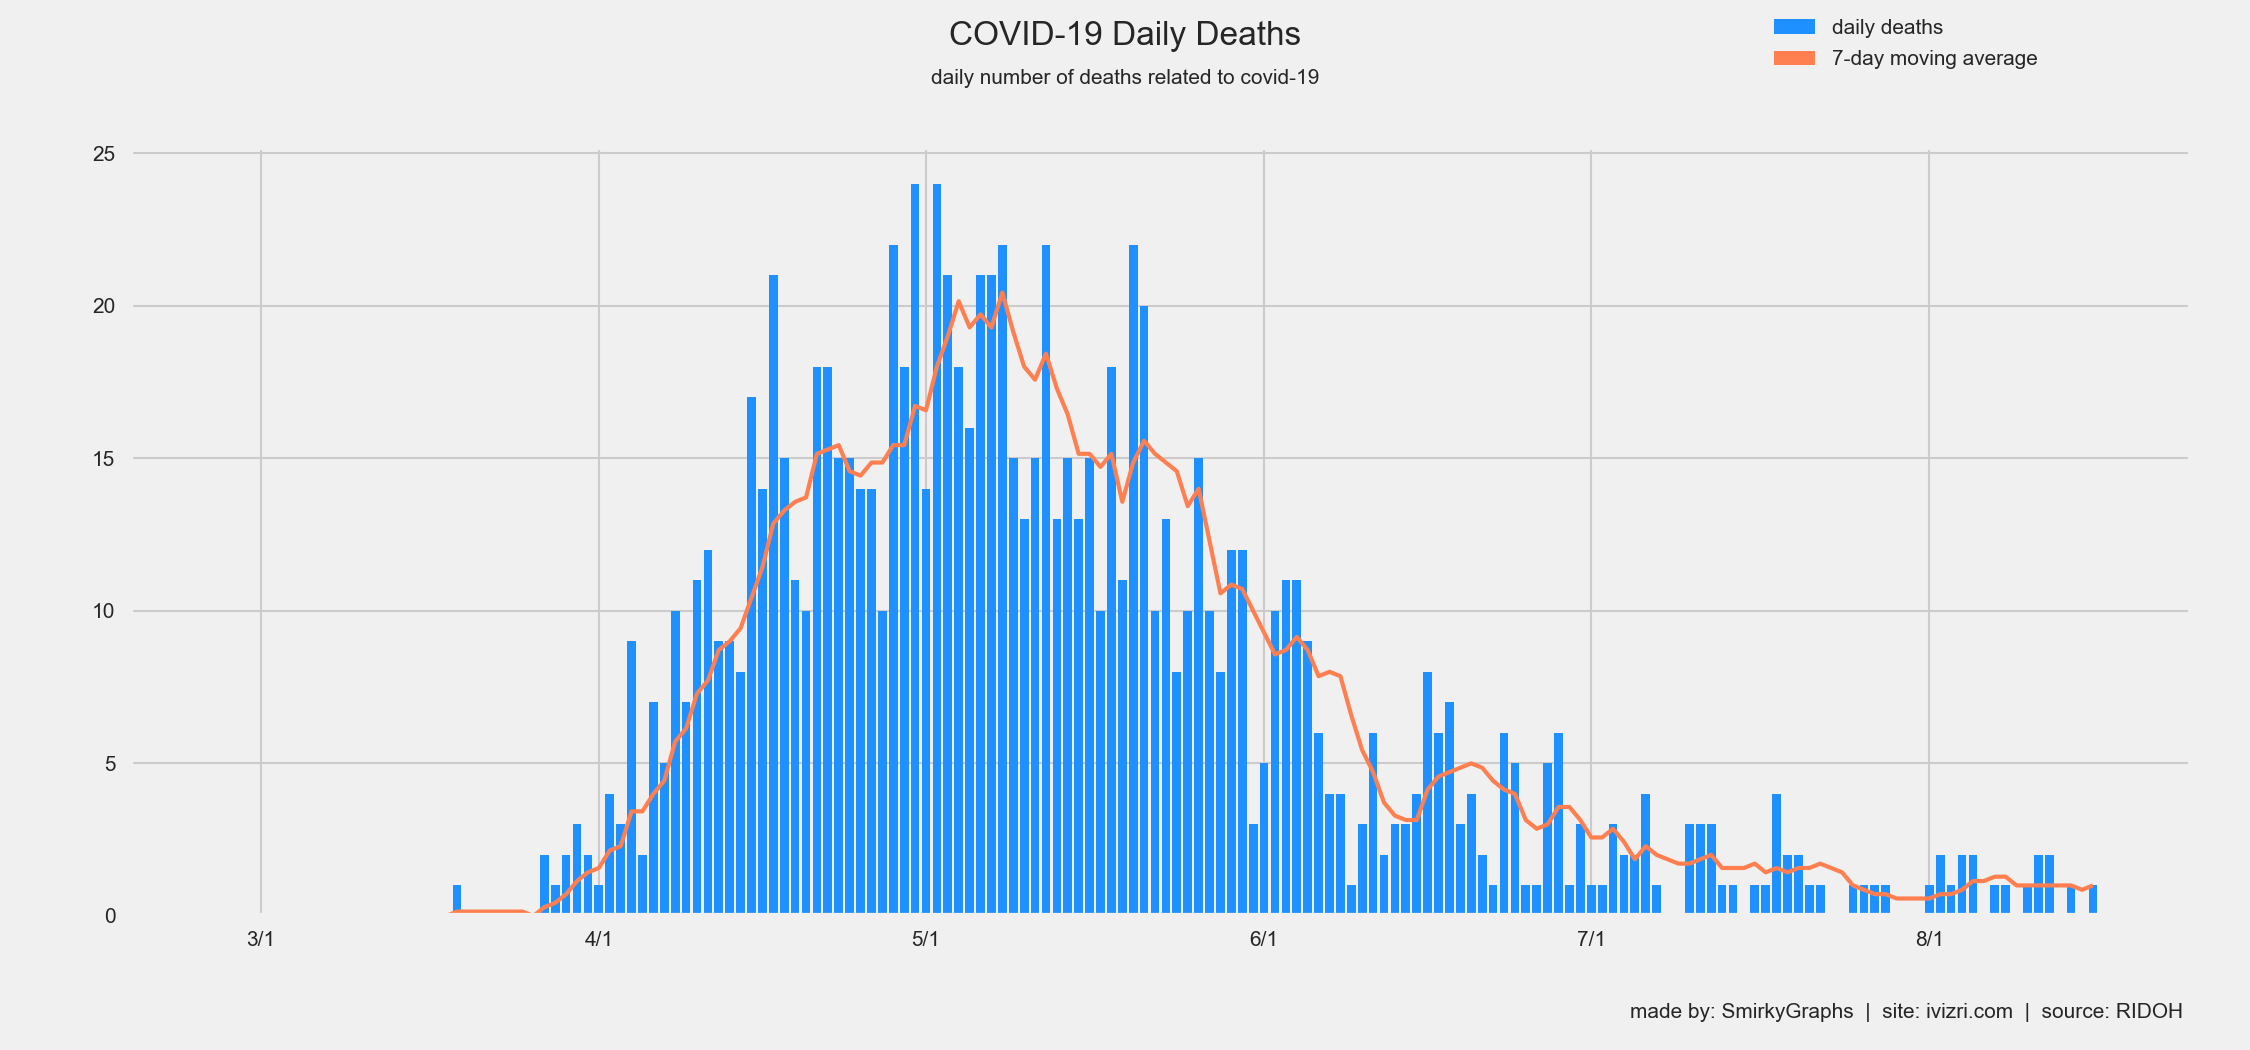 COVID-19 Daily Deaths
daily number of deaths related to covid-19
daily deaths
7-day moving average
25
20
15
10
5
0
3/1 4/1 5/1 6/1 7/1 8/1
made by: SmirkyGraphs | site: ivizri.com | source: RIDOH